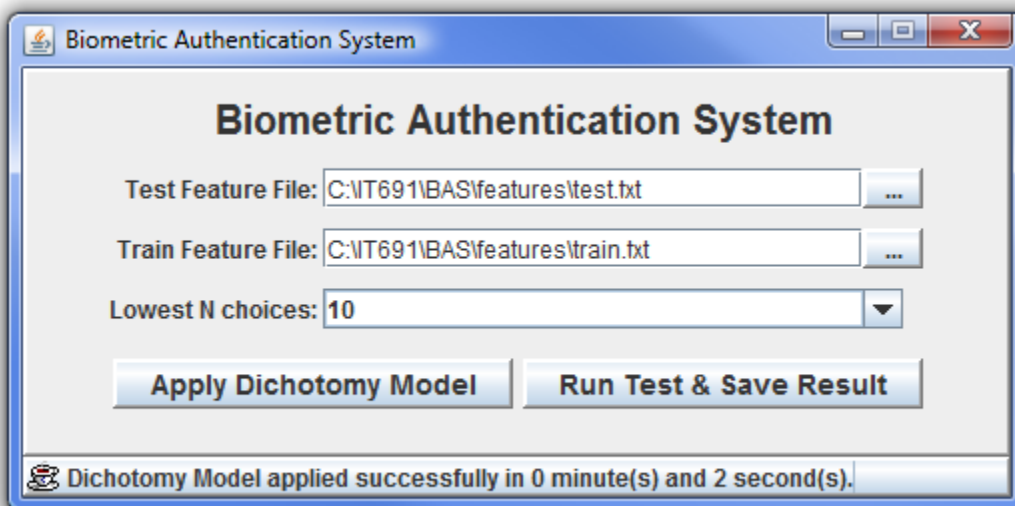 Biometric Authentication System
Biometric Authentication System
Test Feature File: C:\IT691\BAS\features\test.txt ...
Train Feature File: C:\IT691\BAS\features\train.txt ...
Lowest N choices: 10
Apply Dichotomy Model Run Test & Save Result
Dichotomy Model applied successfully in 0 minute(s) and 2 second(s).